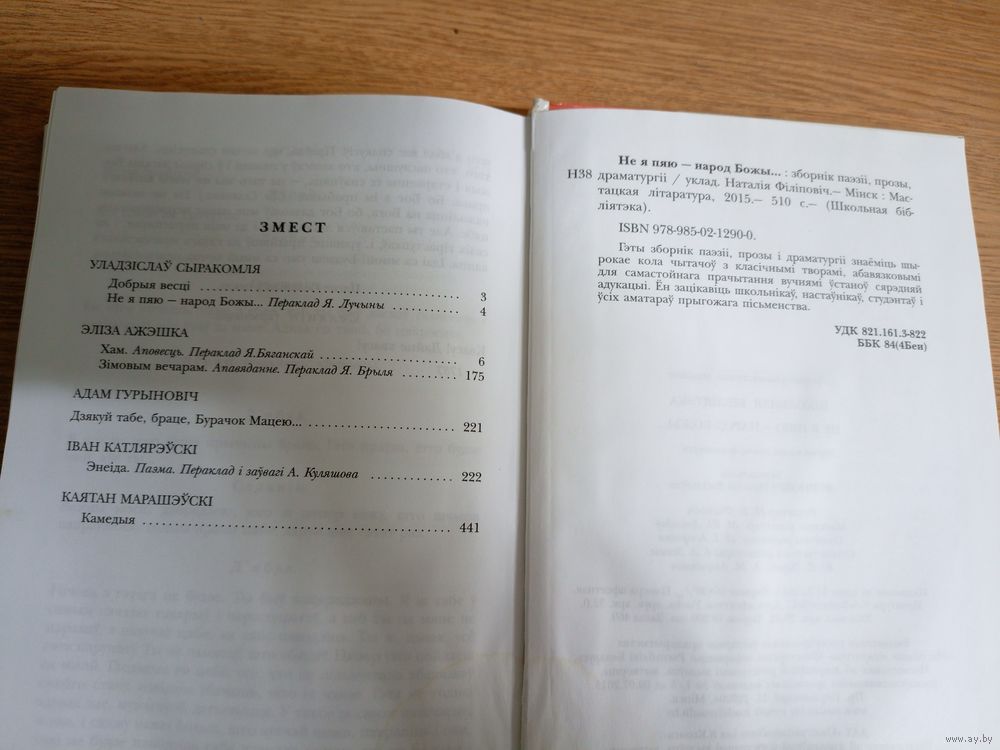 ЗМЕСТ
УЛАДЗІСЛАЎ СЫРАКОМЛЯ
Добрыя весці 3
Не я пяю — народ Божы... Пераклад Я. Лучыны 4
ЭЛІЗА АЖЭШКА
Хам. Аповесць. Пераклад Я.Бяганскай 6
Зімовым вечарам. Апавяданне. Пераклад Я. Брыля 175
АДАМ ГУРЫНОВІЧ
Дзякуй табе, браце, Бурачок Мацею... 221
ІВАН КАТЛЯРЭЎСКІ
Энеіда. Паэма. Пераклад і заўвагі А. Куляшова 222
КАЯТАН МАРАШЭЎСКІ
Камедыя 441
Не я пяю — народ Божы... : зборнік паэзіі, прозы,
Н38 драматургіі / уклад. Наталія Філіповіч.— Мінск : Мас-
тацкая літаратура, 2015.— 510 с.— (Школьная біб-
ліятэка).
ISBN 978-985-02-1290-0.
Гэты зборнік паэзіі, прозы і драматургіі знаёміць шы-
рокае кола чытачоў з класічнымі творамі, абавязковымі
для самастойнага прачытання вучнямі ўстаноў сярэдняй
адукацыі. Ён зацікавіць школьнікаў, настаўнікаў, студэнтаў і
ўсіх аматараў прыгожага пісьменства.
УДК 821.161.3-822
ББК 84(4Беи)
www.ay.by